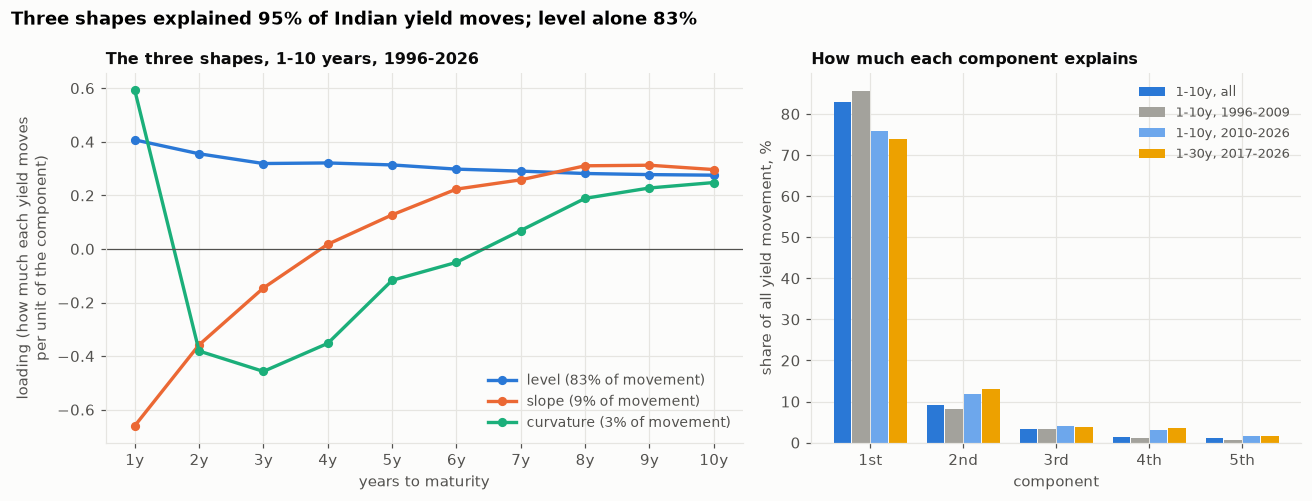 Three shapes explained 95% of Indian yield moves; level alone 83%
The three shapes, 1-10 years, 1996-2026
loading (how much each yield moves
per unit of the component)
0.6
0.4
0.2
0.0
−0.2
−0.4
−0.6
level (83% of movement)
slope (9% of movement)
curvature (3% of movement)
1y 2y 3y 4y 5y 6y 7y 8y 9y 10y
years to maturity
How much each component explains
share of all yield movement, %
80
70
60
50
40
30
20
10
0
1-10y, all
1-10y, 1996-2009
1-10y, 2010-2026
1-30y, 2017-2026
1st 2nd 3rd 4th 5th
component